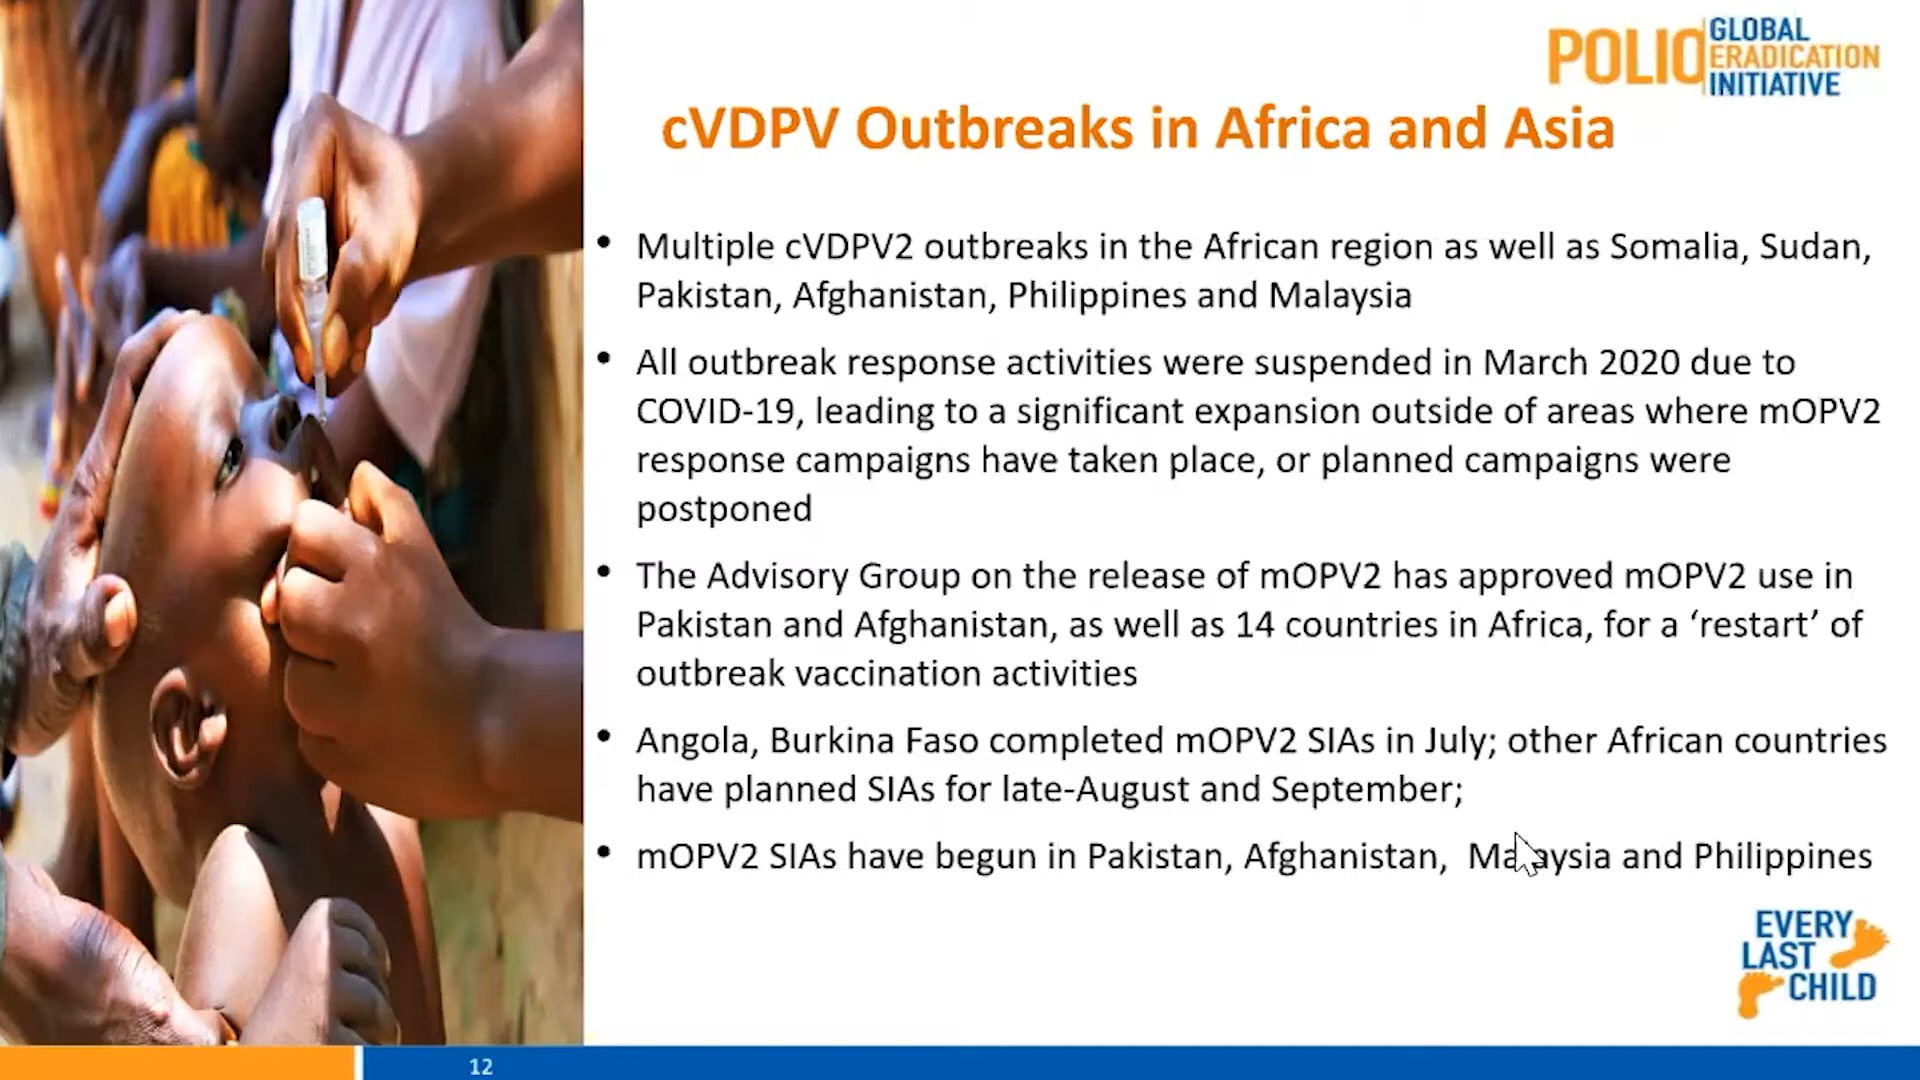 POLIO GLOBAL
ERADICATION
INITIATIVE
cVDPV Outbreaks in Africa and Asia
• Multiple cVDPV2 outbreaks in the African region as well as Somalia, Sudan,
Pakistan, Afghanistan, Philippines and Malaysia
• All outbreak response activities were suspended in March 2020 due to
COVID-19, leading to a significant expansion outside of areas where mOPV2
response campaigns have taken place, or planned campaigns were
postponed
• The Advisory Group on the release of mOPV2 has approved mOPV2 use in
Pakistan and Afghanistan, as well as 14 countries in Africa, for a ‘restart’ of
outbreak vaccination activities
• Angola, Burkina Faso completed mOPV2 SIAs in July; other African countries
have planned SIAs for late-August and September;
• mOPV2 SIAs have begun in Pakistan, Afghanistan, Malaysia and Philippines
EVERY
LAST
CHILD
12